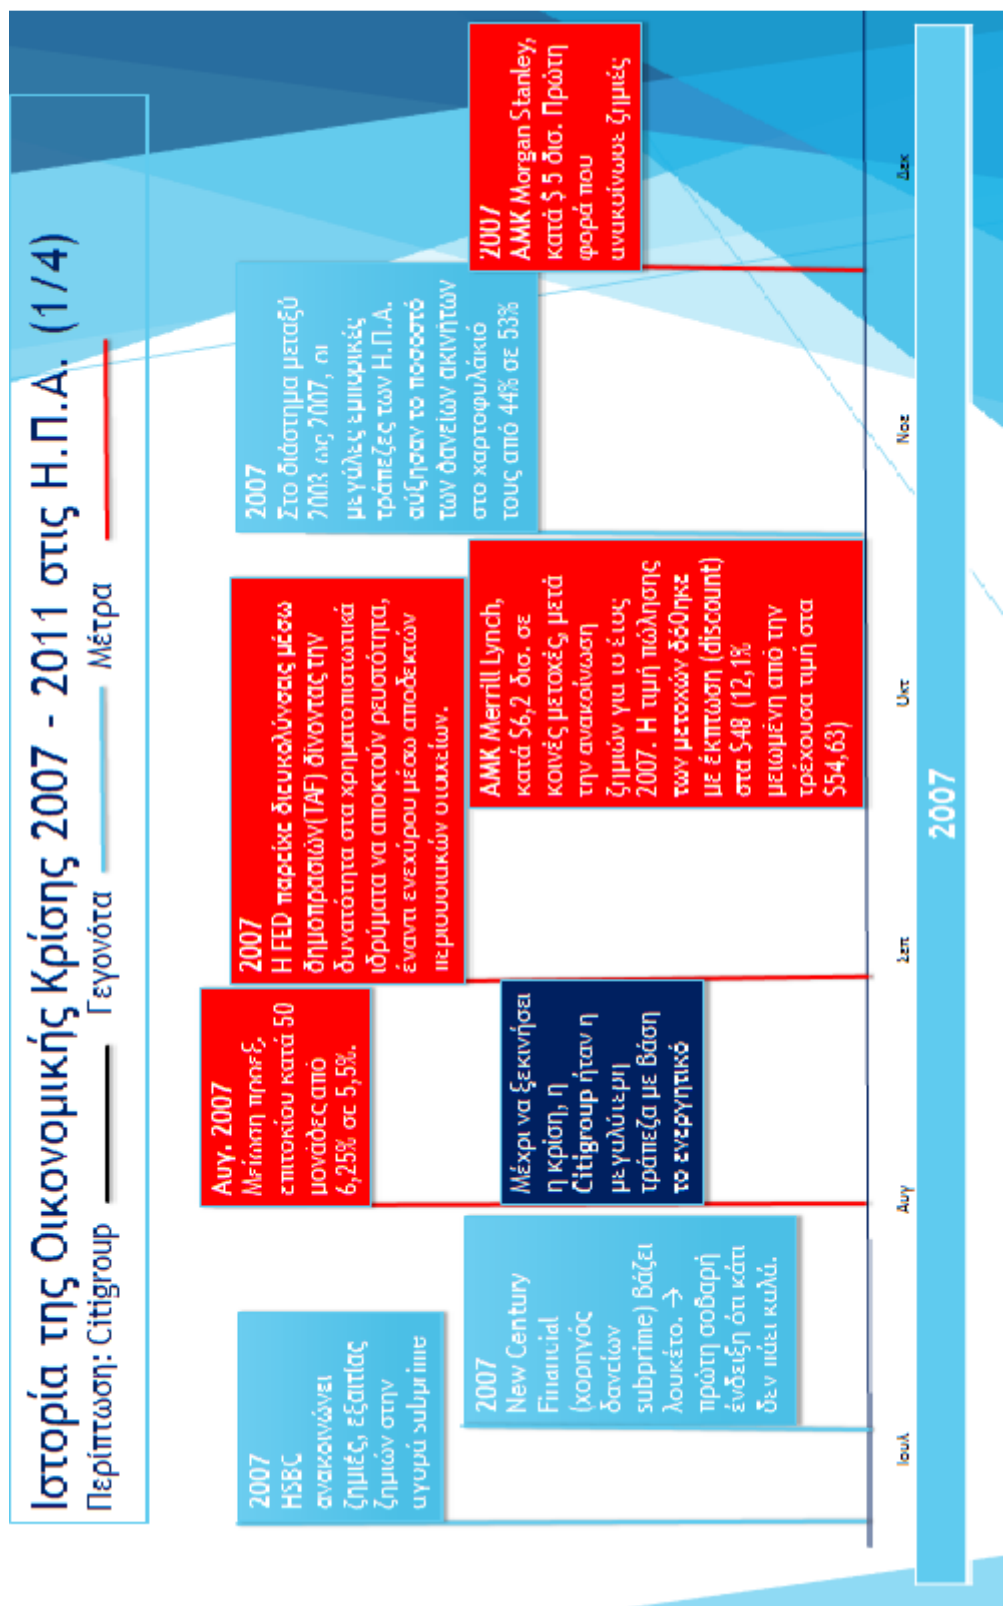 Ιστορία της Οικονομικής Κρίσης 2007 - 2011 στις Η.Π.Α. (1/4)
Περίπτωση: Citigroup Γεγονότα Μέτρα
2007
HSBC
ανακοινώνει
ζημιές, εξαιτίας
ζημιών στην
αγορά subprime
2007
New Century
Financial
(χορηγός
δανείων
subprime) βάζει
λουκέτο. →
πρώτη σοβαρή
ένδειξη ότι κάτι
δεν πάει καλά.
Αυγ. 2007
Μείωση προεξ.
επιτοκίου κατά 50
μονάδες από
6,25% σε 5,5%.
Μέχρι να ξεκινήσει
η κρίση, η
Citigroup ήταν η
μεγαλύτερη
τράπεζα με βάση
το ενεργητικό
2007
Η FED παρείχε διευκολύνσεις μέσω
δημοπρασιών(TAF) δίνοντας την
δυνατότητα στα χρηματοπιστωτικά
ιδρύματα να αποκτούν ρευστότητα,
έναντι ενεχύρου μέσω αποδεκτών
περιουσιακών στοιχείων.
ΑΜΚ Merrill Lynch,
κατά $6,2 δισ. σε
κοινές μετοχές, μετά
την ανακοίνωση
ζημιών για το έτος
2007. Η τιμή πώλησης
των μετοχών δόθηκε
με έκπτωση (discount)
στα $48 (12,1%
μειωμένη από την
τρέχουσα τιμή στα
$54,63)
2007
Στο διάστημα μεταξύ
2003 ως 2007, οι
μεγάλες εμπορικές
τράπεζες των Η.Π.Α.
αύξησαν το ποσοστό
των δανείων ακινήτων
στο χαρτοφυλάκιο
τους από 44% σε 53%
2007
ΑΜΚ Morgan Stanley,
κατά $ 5 δισ. Πρώτη
φορά που
ανακοίνωσε ζημιές
Ιουλ Αυγ Σεπ Οκτ Νοε Δεκ
2007